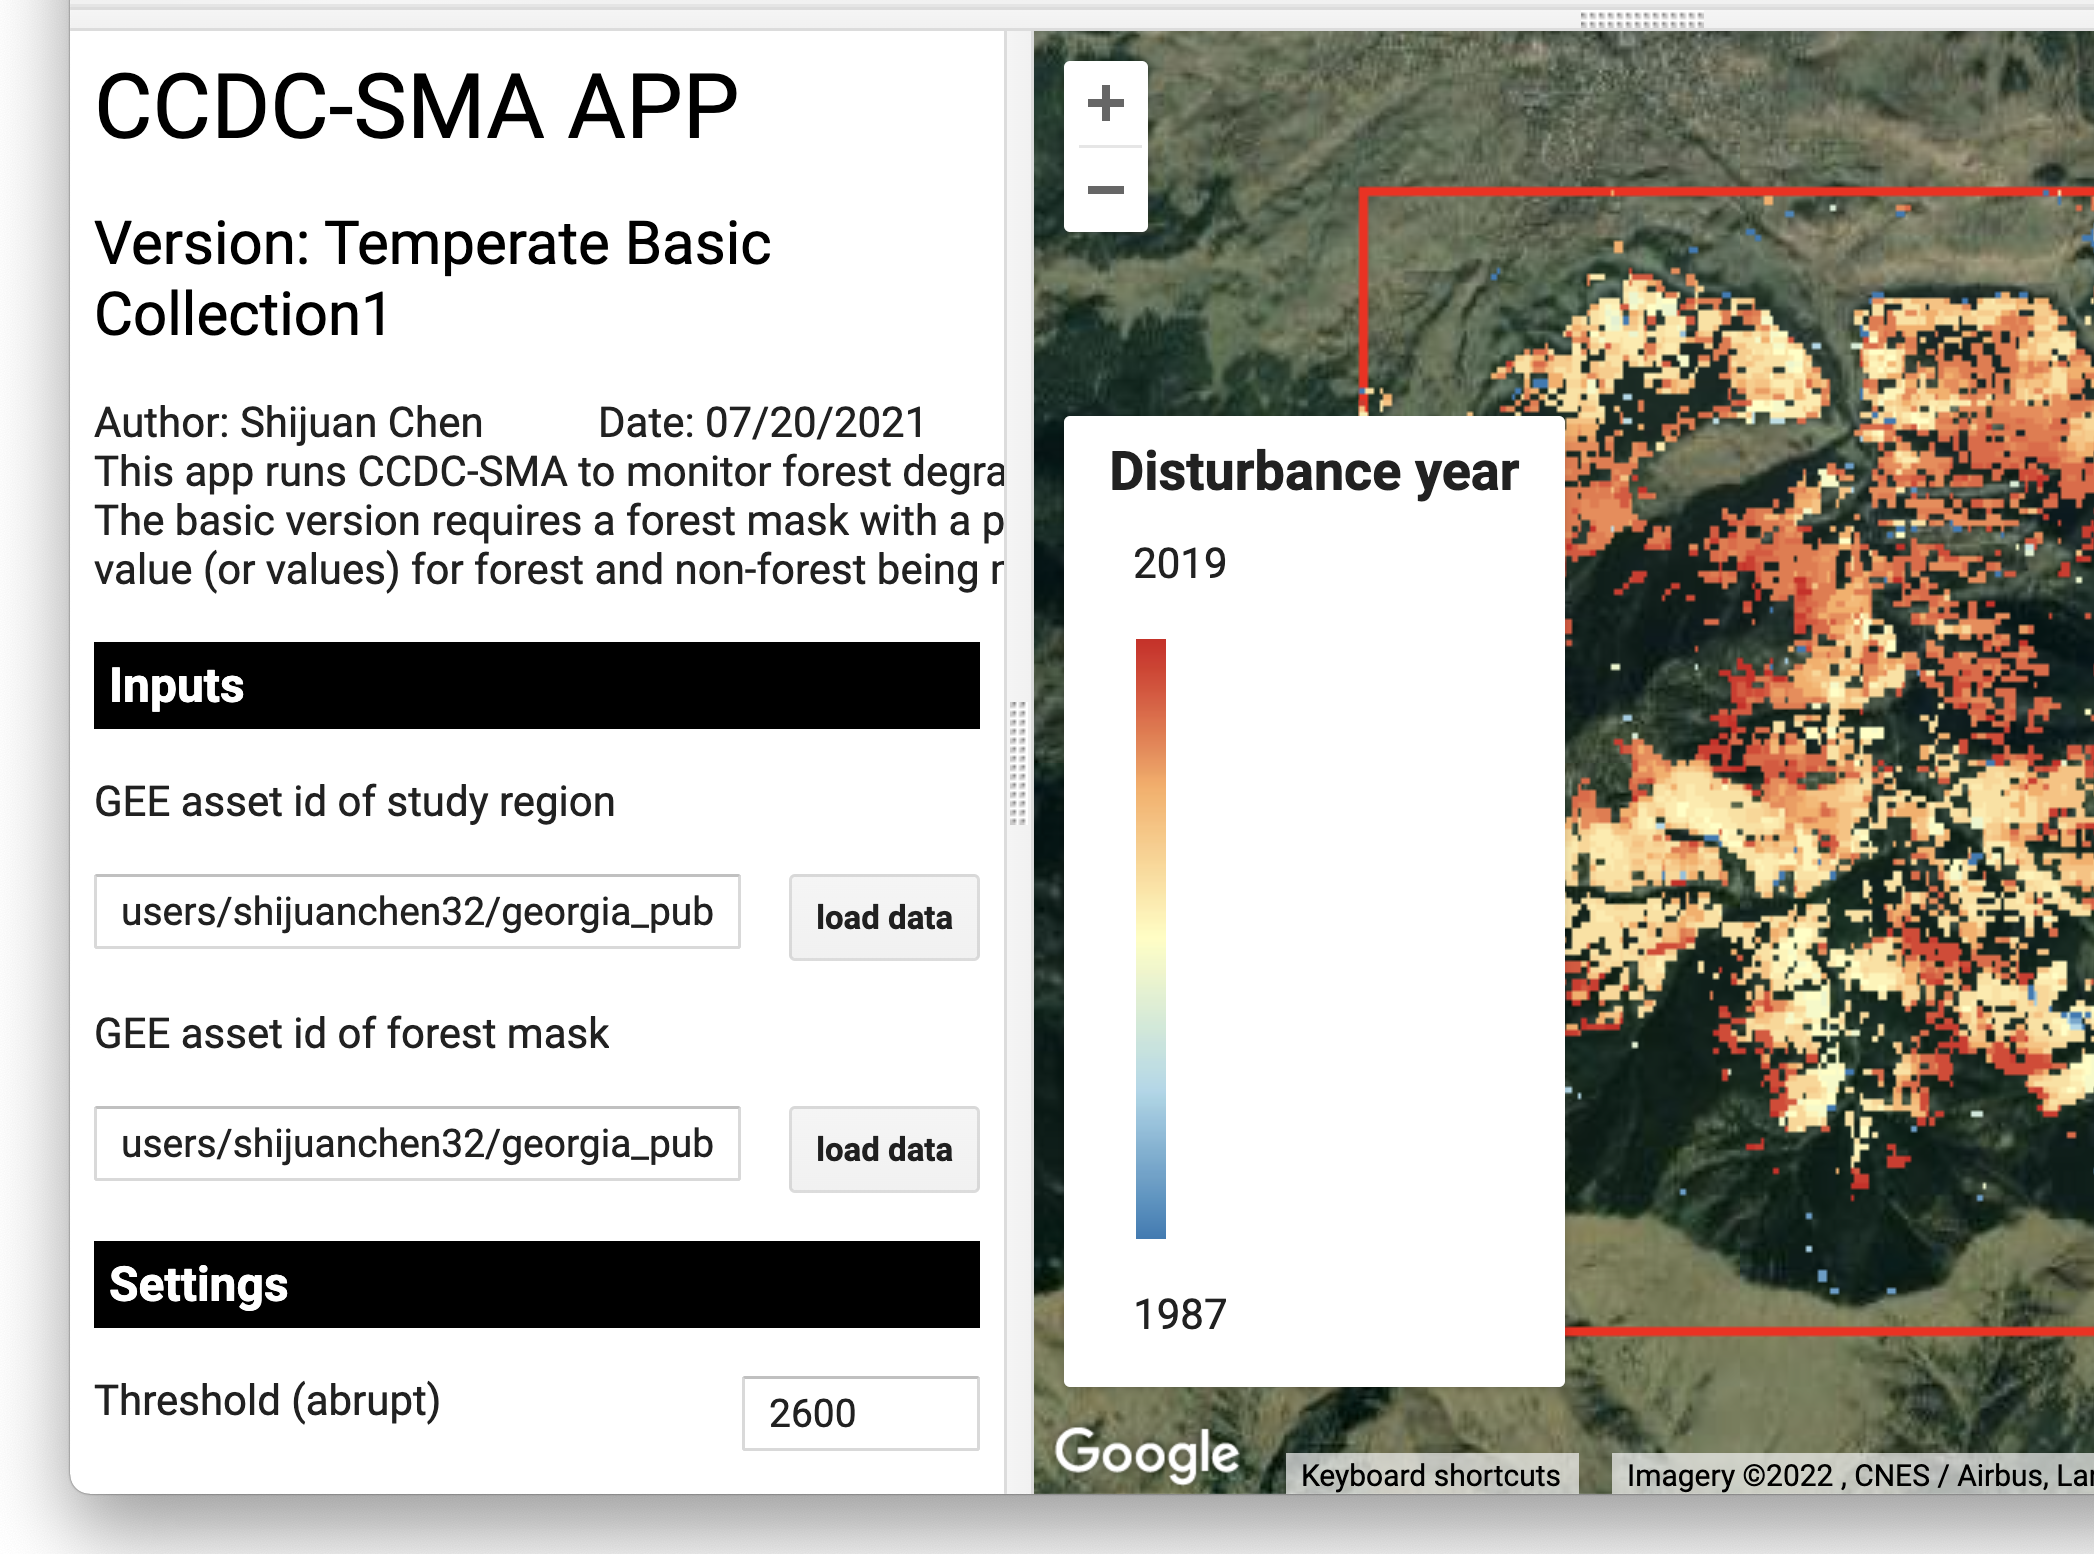 CCDC-SMA APP
Version: Temperate Basic
Collection1
Author: Shijuan Chen Date: 07/20/2021
This app runs CCDC-SMA to monitor forest degra
The basic version requires a forest mask with a p
value (or values) for forest and non-forest being
Inputs
GEE asset id of study region
users/shijuanchen32/georgia_pub load data
GEE asset id of forest mask
users/shijuanchen32/georgia_pub load data
Settings
Threshold (abrupt) 2600
+
−
Disturbance year
2019
1987
Google
Keyboard shortcuts
Imagery ©2022 , CNES / Airbus, Lan